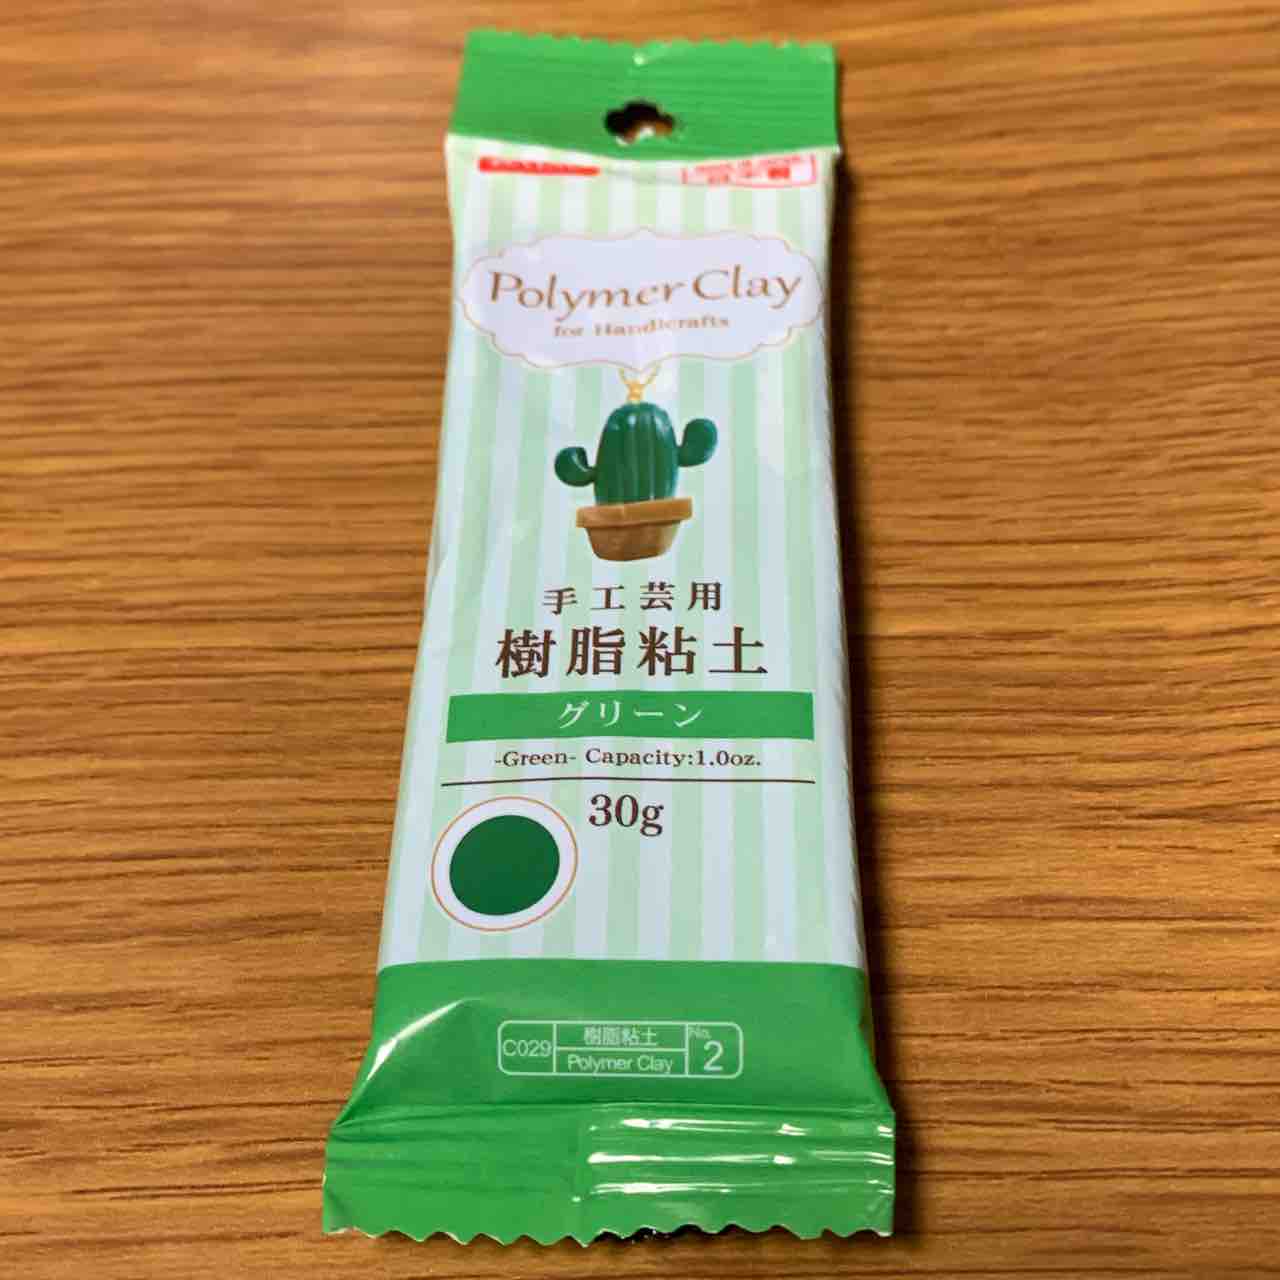 Polymer Clay
for Handicrafts
手工芸用
樹脂粘土
グリーン
-Green- Capacity:1.0oz.
30g
C029 樹脂粘土 No.
Polymer Clay 2